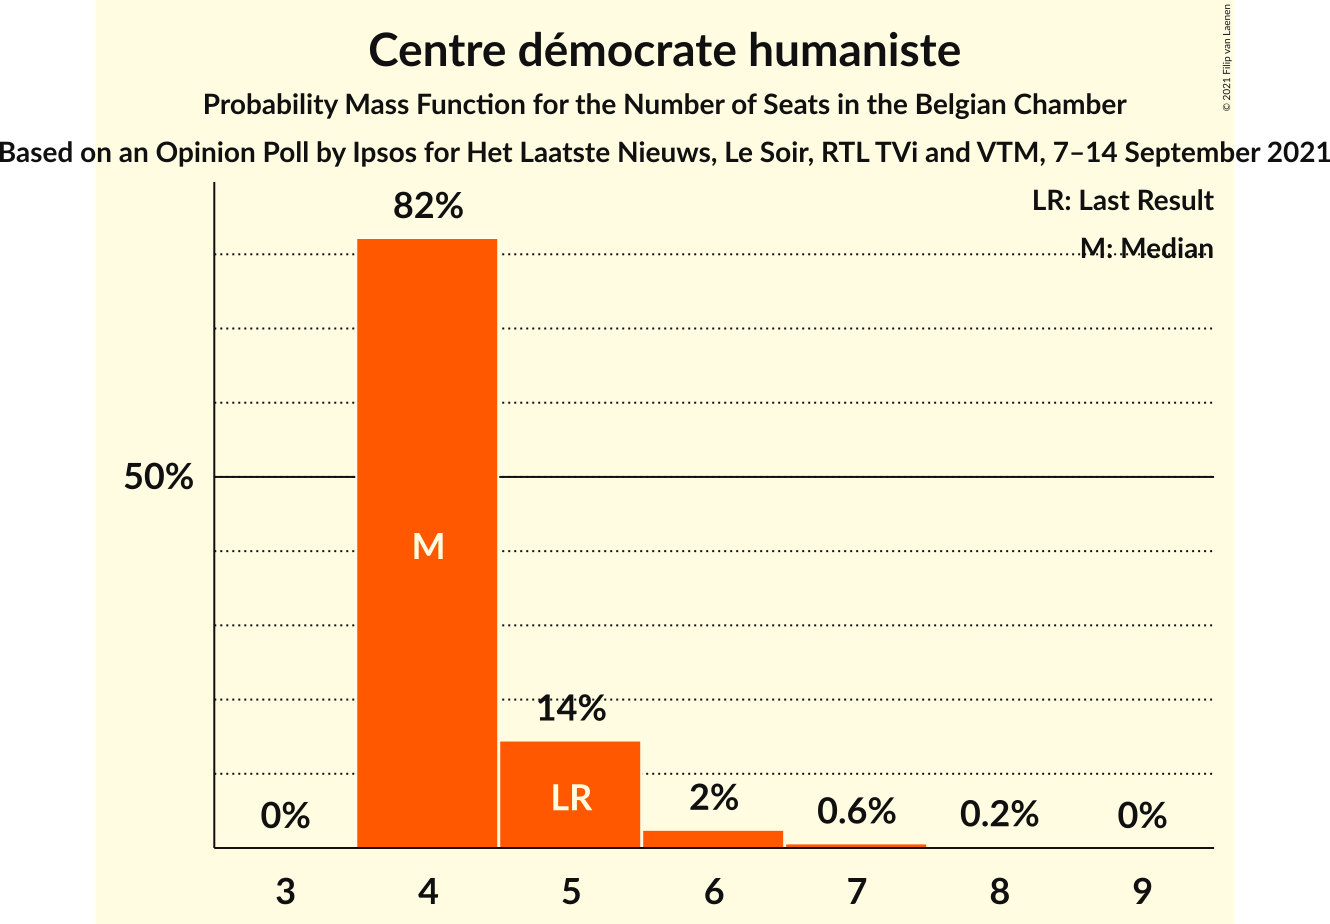 Centre démocrate humaniste
Probability Mass Function for the Number of Seats in the Belgian Chamber
Based on an Opinion Poll by Ipsos for Het Laatste Nieuws, Le Soir, RTL TVi and VTM, 7–14 September 2021
© 2021 Filip van Laenen
LR: Last Result
M: Median
82%
50%
M
14%
LR
2%
0.6%
0.2%
0%
0%
3 4 5 6 7 8 9